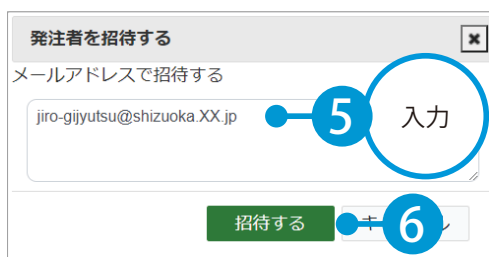 発注者を招待する
メールアドレスで招待する
jiro-gijyutsu@shizuoka.XX.jp
5 入力
招待する 6